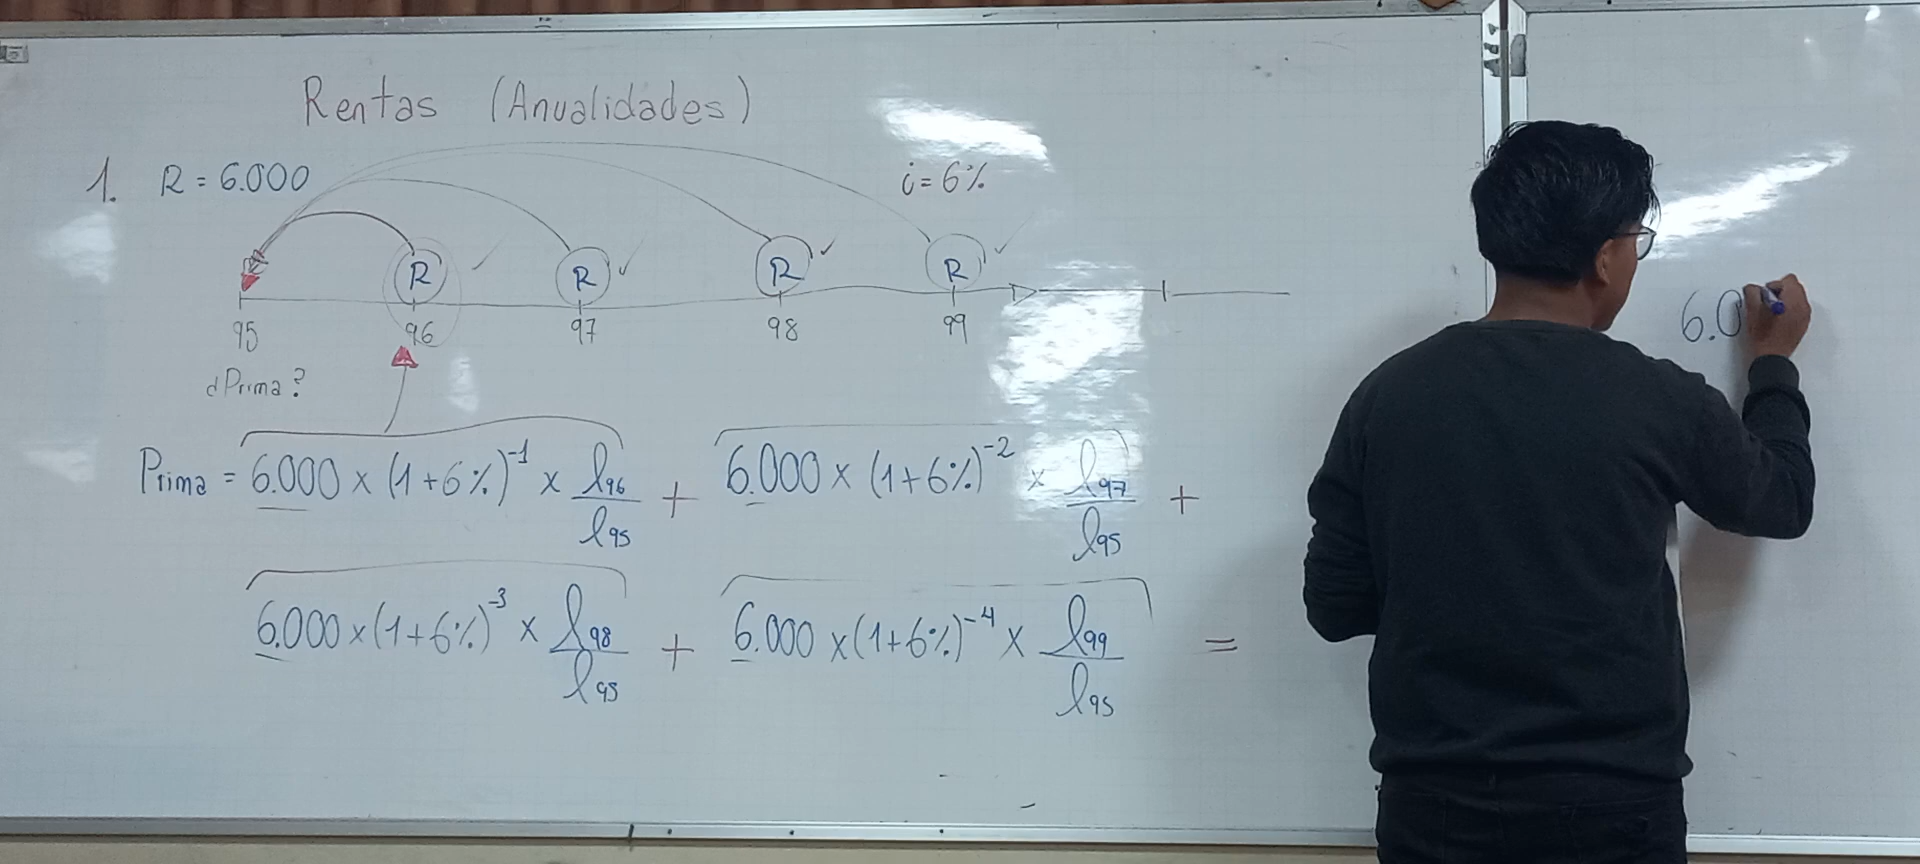 Rentas (Anualidades)
1. R = 6.000 i = 6%
R R R R
95 96 97 98 99
¿Prima?
Prima = 6.000 x (1+6%)^-1 x l96/l95 + 6.000 x (1+6%)^-2 x l97/l95 +
6.000 x (1+6%)^-3 x l98/l95 + 6.000 x (1+6%)^-4 x l99/l95 =
6.0